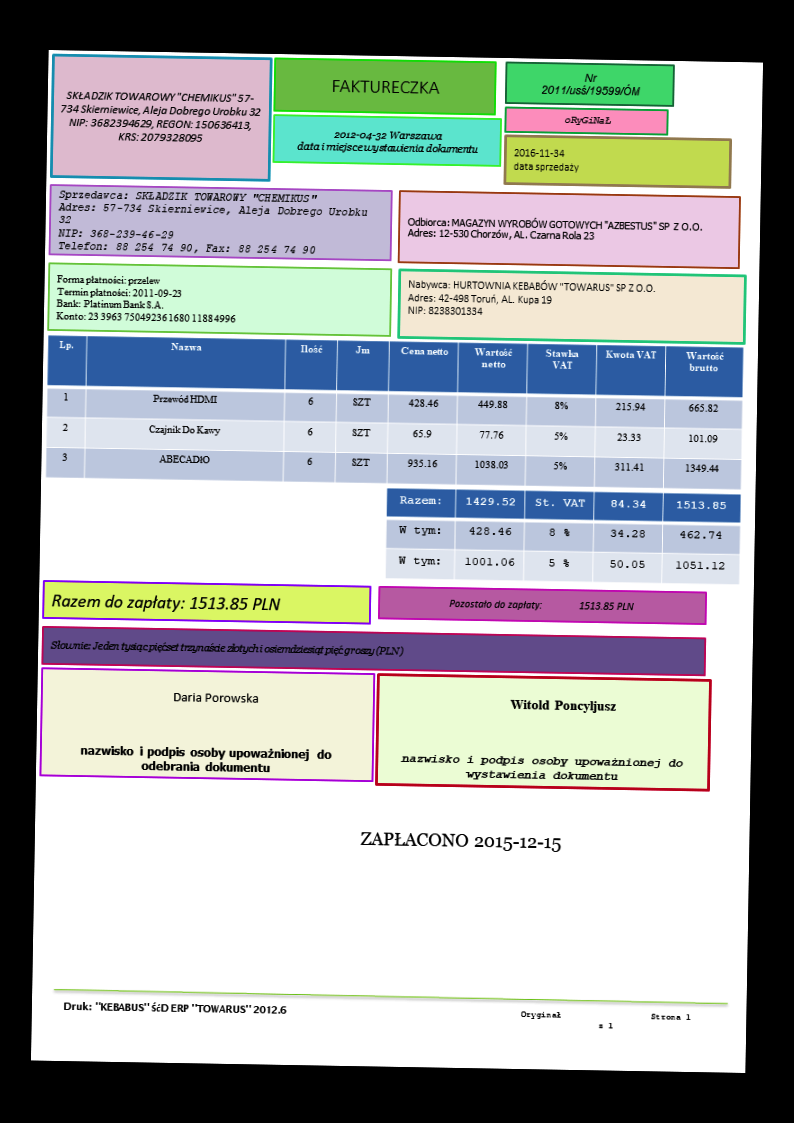 SKŁADZIK TOWAROWY "CHEMIKUS" 57-
734 Skierniewice, Aleja Dobrego Urobku 32
NIP: 3682394629, REGON: 150636413,
KRS: 2079328095
FAKTURECZKA
2012-04-32 Warszawa
data i miejsce wystawienia dokumentu
Nr
2011/usś/19599/ÓM
oRyGiNaŁ
2016-11-34
data sprzedaży
Sprzedawca: SKŁADZIK TOWAROWY "CHEMIKUS"
Adres: 57-734 Skierniewice, Aleja Dobrego Urobku
32
NIP: 368-239-46-29
Telefon: 88 254 74 90, Fax: 88 254 74 90
Odbiorca: MAGAZYN WYROBÓW GOTOWYCH "AZBESTUS" SP Z O.O.
Adres: 12-530 Chorzów, AL. Czarna Rola 23
Forma płatności: przelew
Termin płatności: 2011-09-23
Bank: Platinum Bank S.A.
Konto: 23 3963 7504 9236 1680 1188 4996
Nabywca: HURTOWNIA KEBABÓW "TOWARUS" SP Z O.O.
Adres: 42-498 Toruń, AL. Kupa 19
NIP: 8238301334
Lp. Nazwa Ilość Jm Cena netto Wartość netto Stawka VAT Kwota VAT Wartość brutto
1 Przewód HDMI 6 SZT 428.46 449.88 8% 215.94 665.82
2 Czajnik Do Kawy 6 SZT 65.9 77.76 5% 23.33 101.09
3 ABECADłO 6 SZT 935.16 1038.03 5% 311.41 1349.44
Razem: 1429.52 St. VAT 84.34 1513.85
W tym: 428.46 8 % 34.28 462.74
W tym: 1001.06 5 % 50.05 1051.12
Razem do zapłaty: 1513.85 PLN
Pozostało do zapłaty: 1513.85 PLN
Słownie: Jeden tysiąc pięćset trzynaście złotych i osiemdziesiąt pięć groszy (PLN)
Daria Porowska
nazwisko i podpis osoby upoważnionej do
odebrania dokumentu
Witold Poncyljusz
nazwisko i podpis osoby upoważnionej do
wystawienia dokumentu
ZAPŁACONO 2015-12-15
Druk: "KEBABUS" ŚćD ERP "TOWARUS" 2012.6
Oryginał Strona 1
z 1